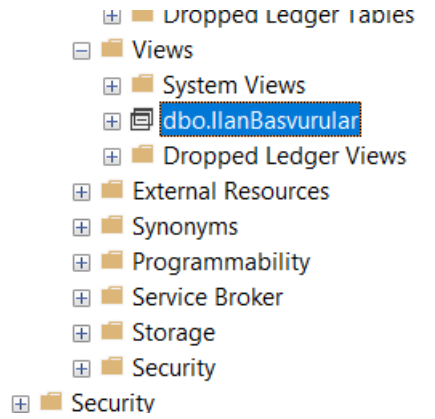 Dropped Ledger Tables
Views
System Views
dbo.IlanBasvurular
Dropped Ledger Views
External Resources
Synonyms
Programmability
Service Broker
Storage
Security
Security